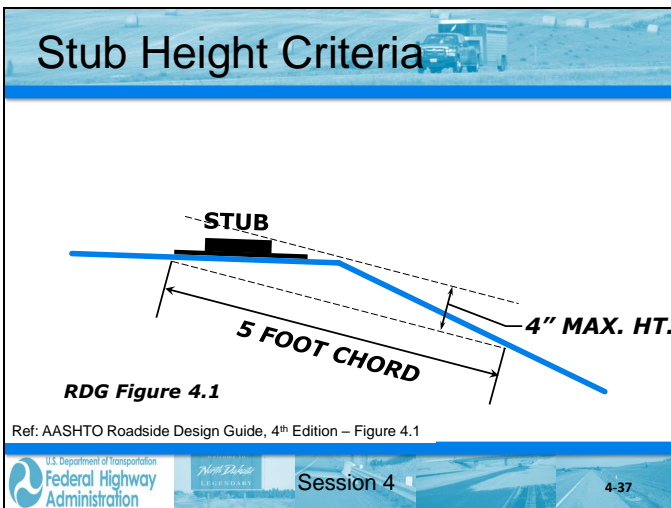 Stub Height Criteria
STUB
4” MAX. HT.
5 FOOT CHORD
RDG Figure 4.1
Ref: AASHTO Roadside Design Guide, 4th Edition – Figure 4.1
U.S. Department of Transportation
Federal Highway
Administration
North Dakota
LEGENDARY
Session 4
4-37